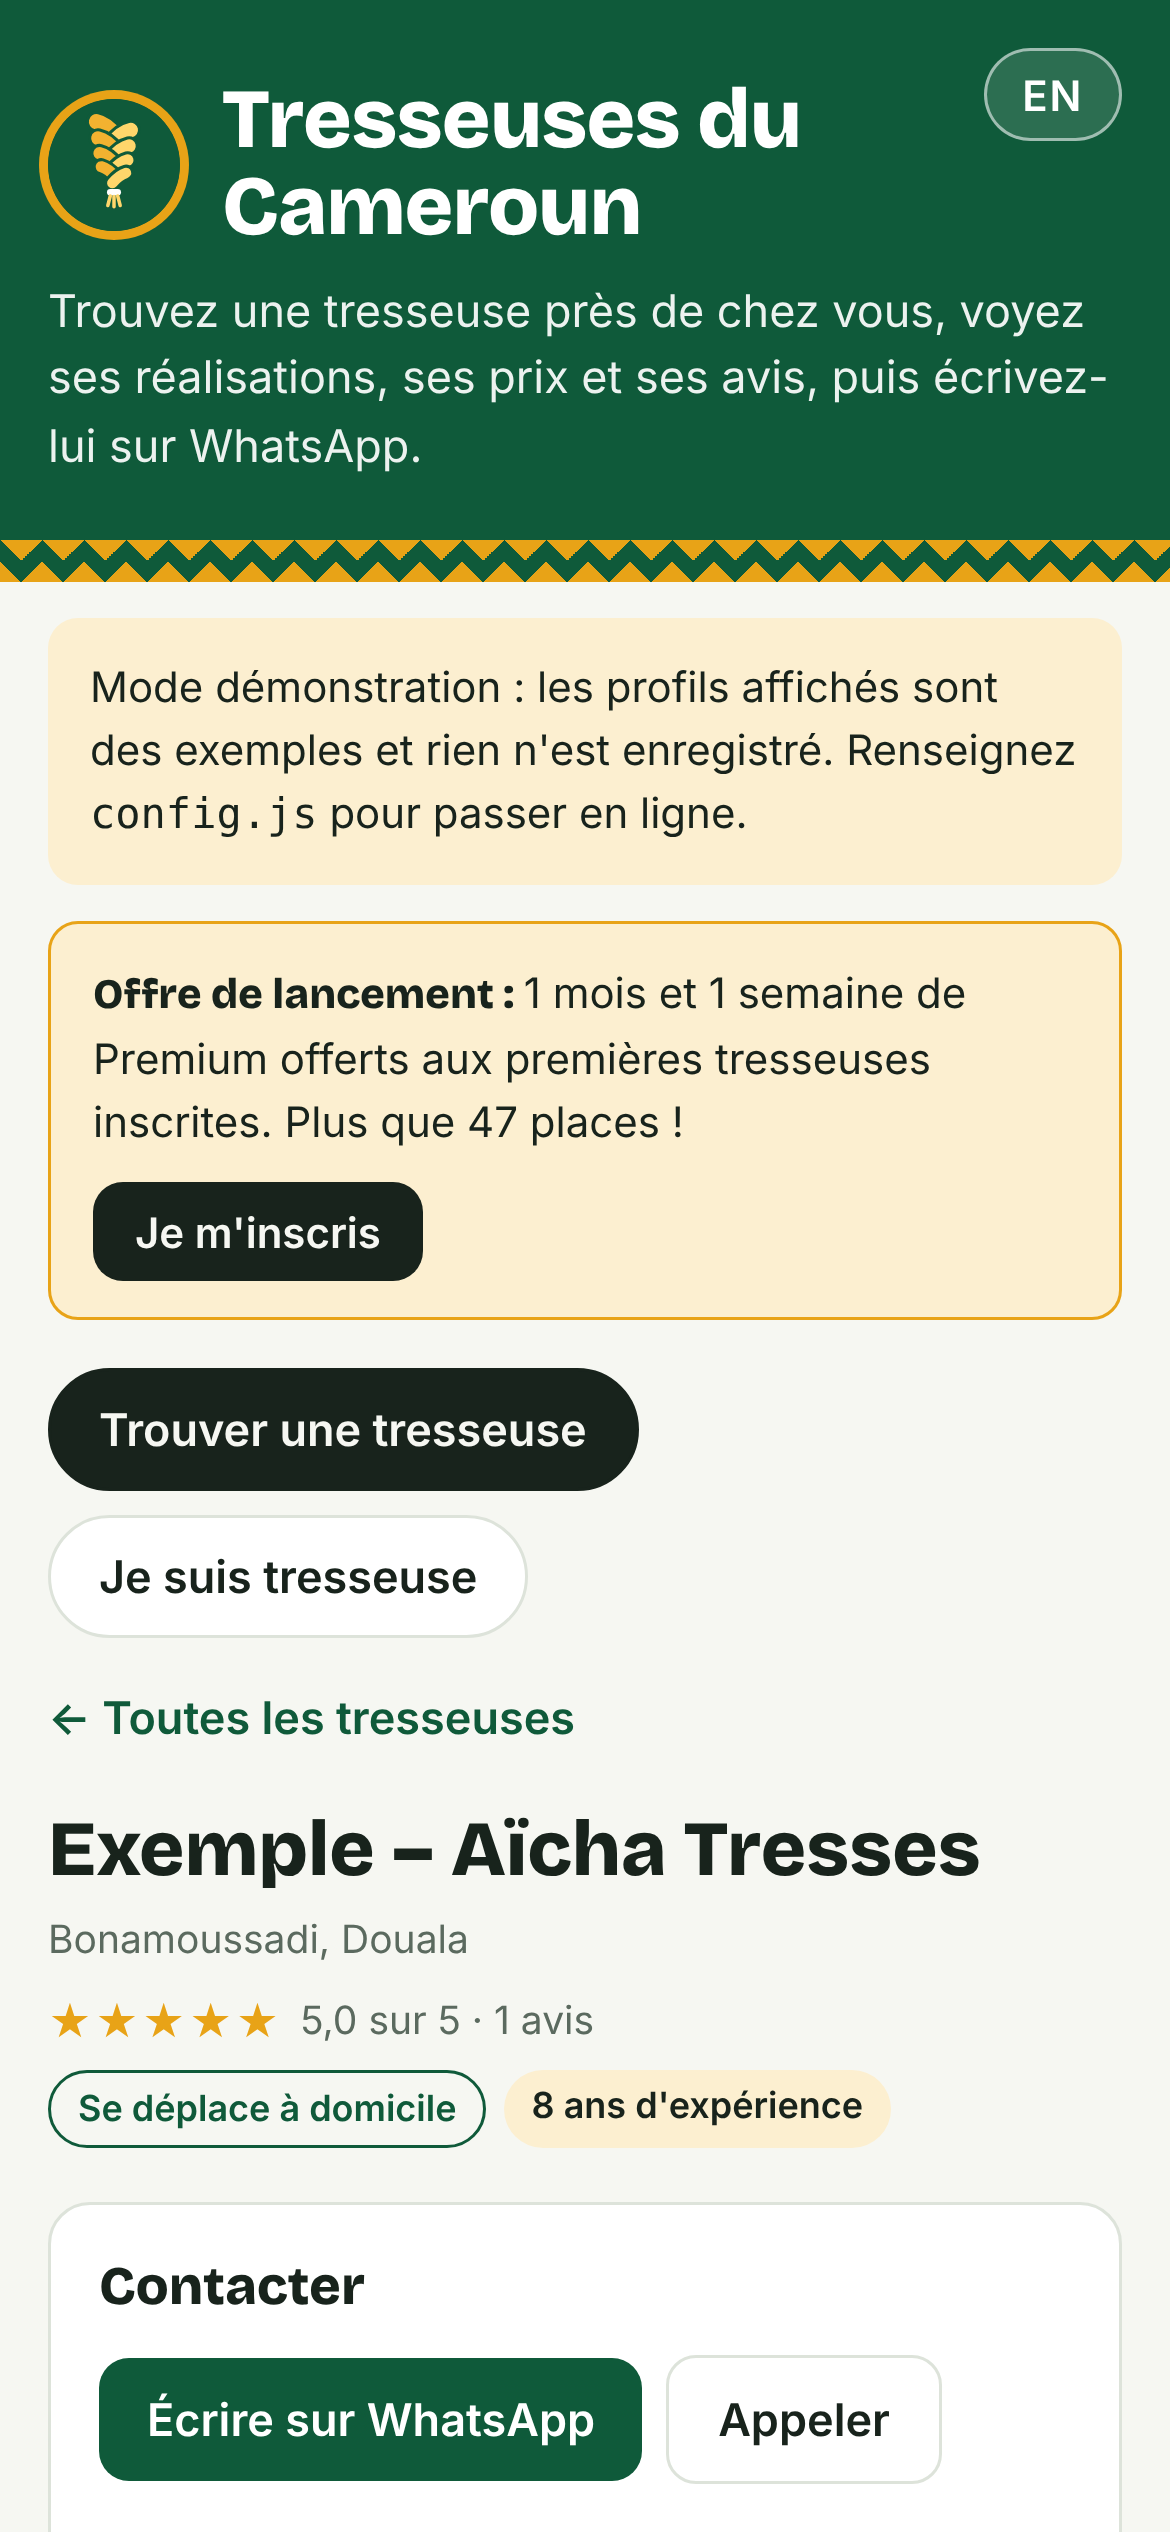 Tresseuses du
Cameroun
EN
Trouvez une tresseuse près de chez vous, voyez
ses réalisations, ses prix et ses avis, puis écrivez-
lui sur WhatsApp.
Mode démonstration : les profils affichés sont
des exemples et rien n'est enregistré. Renseignez
config.js pour passer en ligne.
Offre de lancement : 1 mois et 1 semaine de
Premium offerts aux premières tresseuses
inscrites. Plus que 47 places !
Je m'inscris
Trouver une tresseuse
Je suis tresseuse
← Toutes les tresseuses
Exemple – Aïcha Tresses
Bonamoussadi, Douala
★★★★★ 5,0 sur 5 · 1 avis
Se déplace à domicile 8 ans d'expérience
Contacter
Écrire sur WhatsApp Appeler